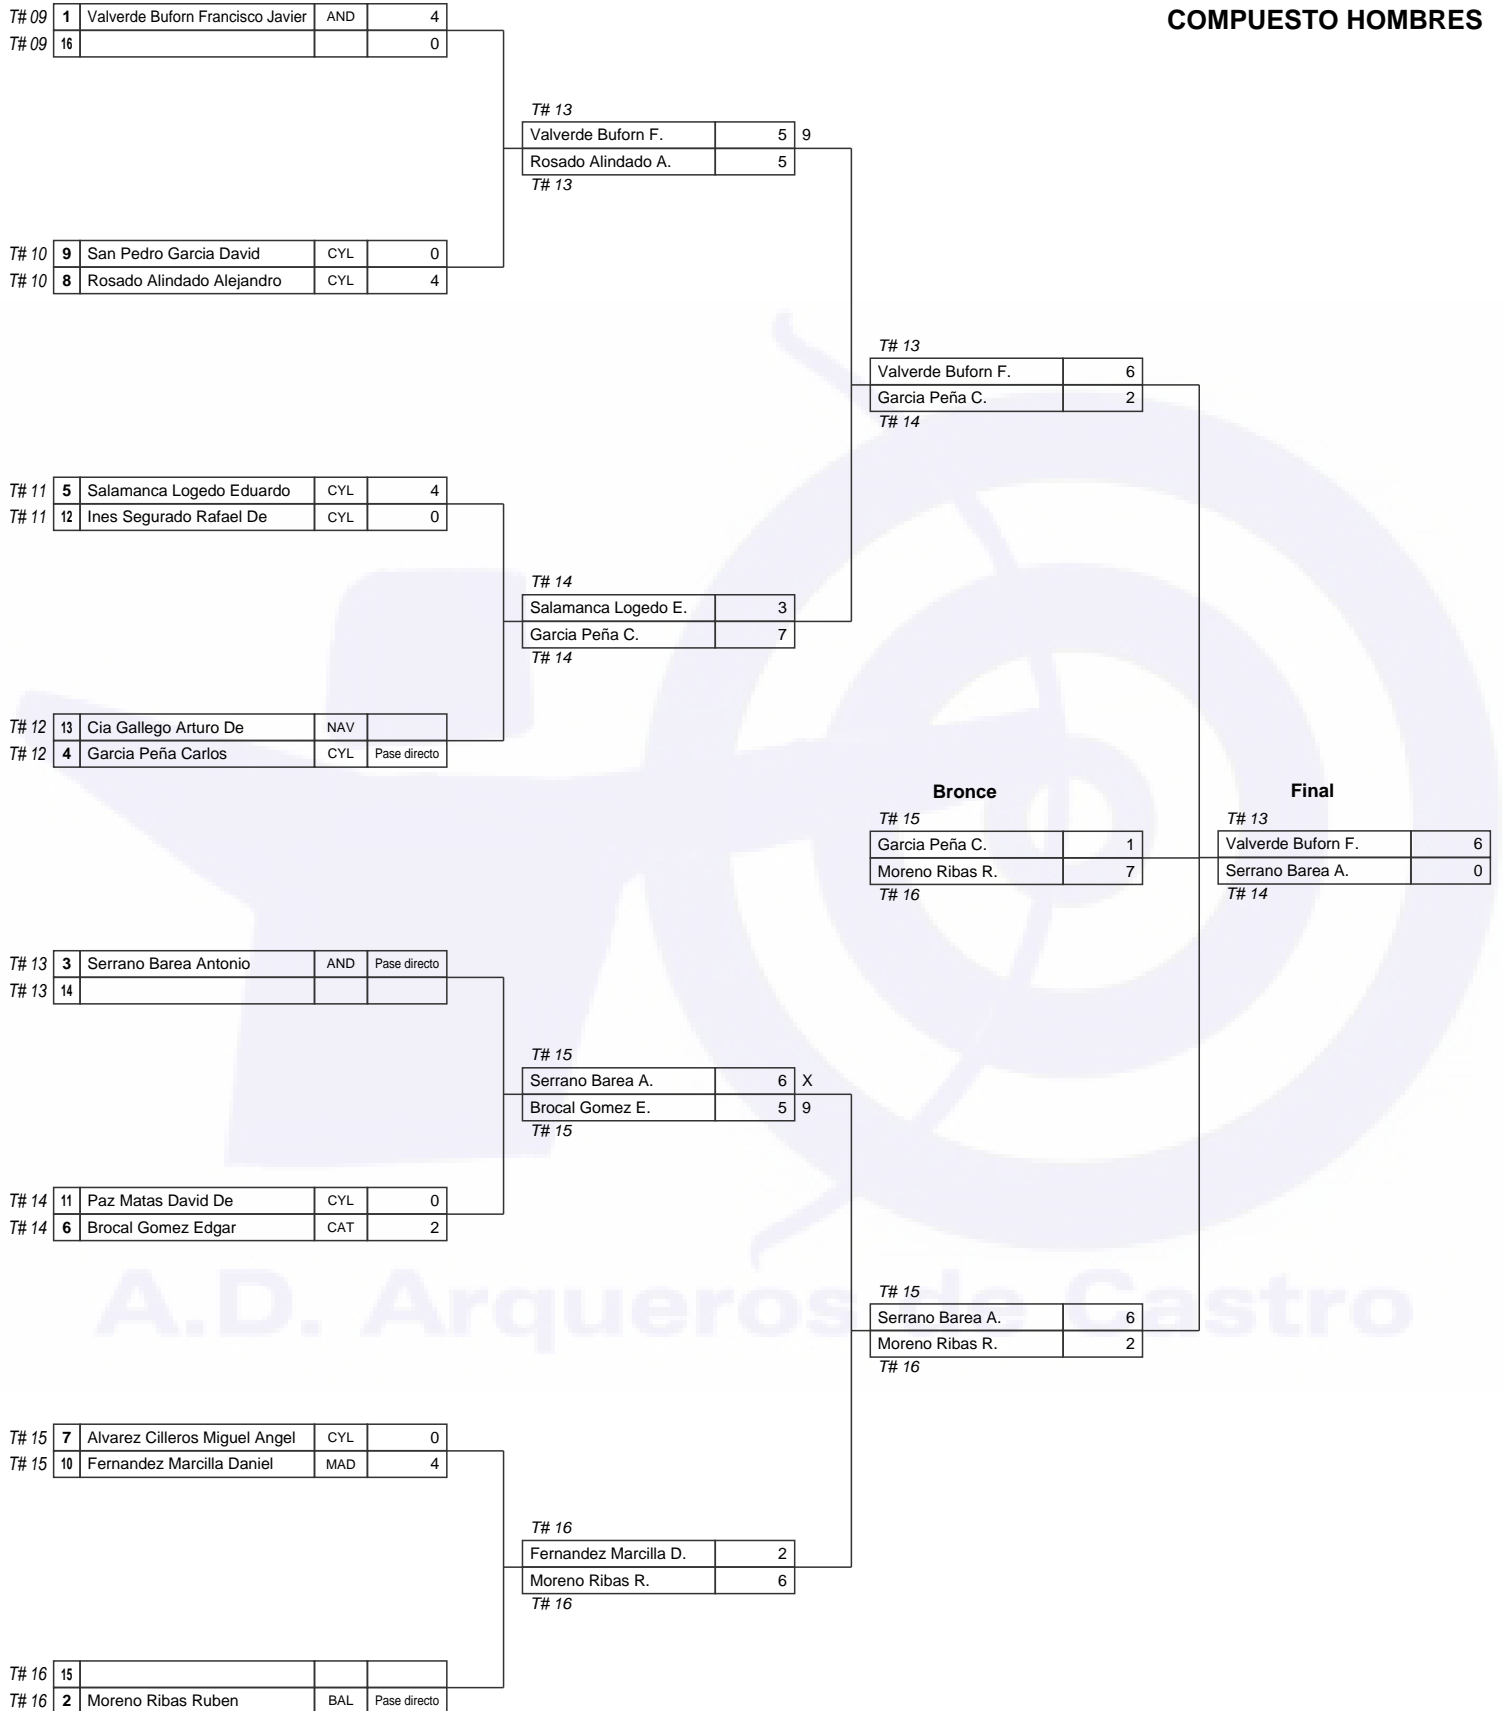 COMPUESTO HOMBRES
T# 09 1 Valverde Buforn Francisco Javier AND 4
T# 09 16 0
T# 13
Valverde Buforn F. 5 9
Rosado Alindado A. 5
T# 13
T# 10 9 San Pedro Garcia David CYL 0
T# 10 8 Rosado Alindado Alejandro CYL 4
T# 13
Valverde Buforn F. 6
Garcia Peña C. 2
T# 14
T# 11 5 Salamanca Logedo Eduardo CYL 4
T# 11 12 Ines Segurado Rafael De CYL 0
T# 14
Salamanca Logedo E. 3
Garcia Peña C. 7
T# 14
T# 12 13 Cia Gallego Arturo De NAV
T# 12 4 Garcia Peña Carlos CYL Pase directo
Bronce Final
T# 15 T# 13
Garcia Peña C. 1 Valverde Buforn F. 6
Moreno Ribas R. 7 Serrano Barea A. 0
T# 16 T# 14
T# 13 3 Serrano Barea Antonio AND Pase directo
T# 13 14
T# 15
Serrano Barea A. 6 X
Brocal Gomez E. 5 9
T# 15
T# 14 11 Paz Matas David De CYL 0
T# 14 6 Brocal Gomez Edgar CAT 2
A.D. Arqueros de Castro
T# 15
Serrano Barea A. 6
Moreno Ribas R. 2
T# 16
T# 15 7 Alvarez Cilleros Miguel Angel CYL 0
T# 15 10 Fernandez Marcilla Daniel MAD 4
T# 16
Fernandez Marcilla D. 2
Moreno Ribas R. 6
T# 16
T# 16 15
T# 16 2 Moreno Ribas Ruben BAL Pase directo